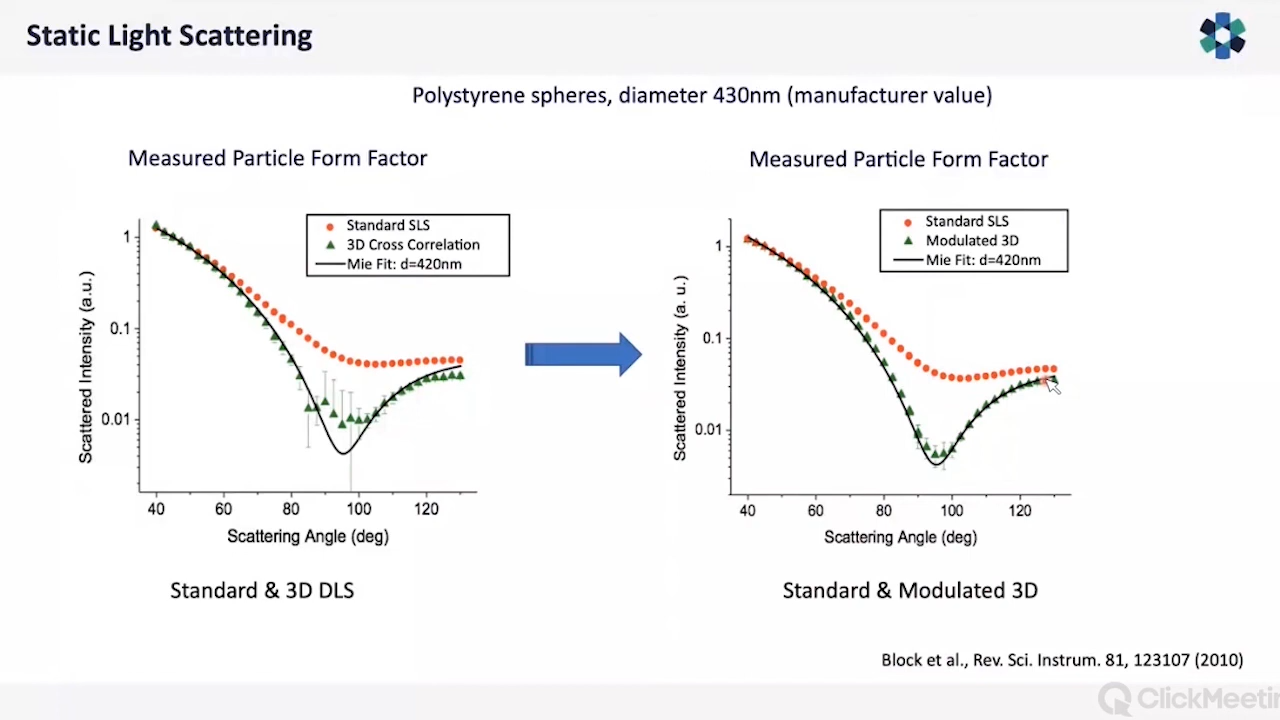 Static Light Scattering
Polystyrene spheres, diameter 430nm (manufacturer value)
Measured Particle Form Factor
Standard SLS
3D Cross Correlation
Mie Fit: d=420nm
Scattered Intensity (a.u.)
1
0.1
0.01
40 60 80 100 120
Scattering Angle (deg)
Standard & 3D DLS
Measured Particle Form Factor
Standard SLS
Modulated 3D
Mie Fit: d=420nm
Scattered Intensity (a. u.)
1
0.1
0.01
40 60 80 100 120
Scattering Angle (deg)
Standard & Modulated 3D
Block et al., Rev. Sci. Instrum. 81, 123107 (2010)
ClickMeetin